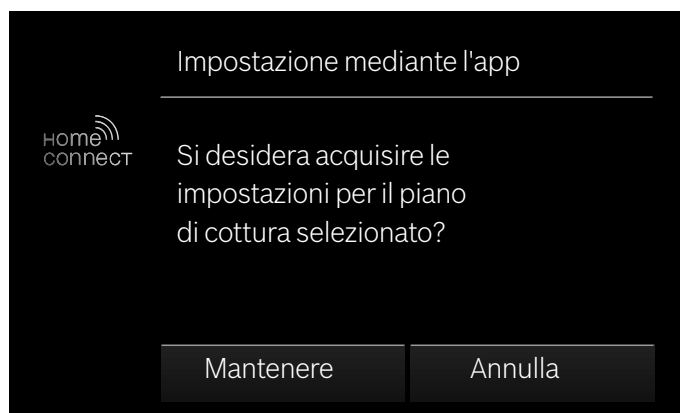 Impostazione mediante l'app
Home
connect
Si desidera acquisire le
impostazioni per il piano
di cottura selezionato?
Mantenere
Annulla